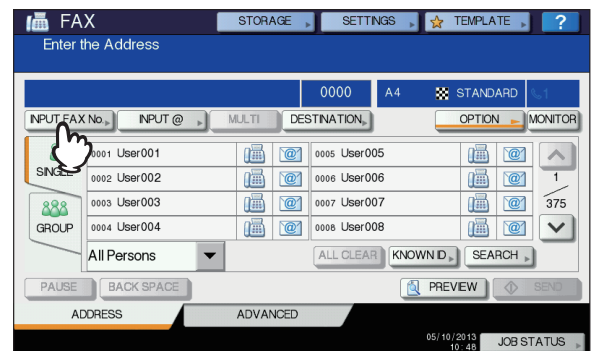 FAX STORAGE SETTINGS TEMPLATE ?
Enter the Address
0000 A4 STANDARD 1
INPUT FAX No. INPUT @ MULTI DESTINATION OPTION MONITOR
SINGLE
0001 User001 @ 0005 User005 @
0002 User002 @ 0006 User006 @
1
0003 User003 @ 0007 User007 @
375
GROUP
0004 User004 @ 0008 User008 @
All Persons ALL CLEAR KNOWN ID SEARCH
PAUSE BACK SPACE PREVIEW SEND
ADDRESS ADVANCED
05/10/2013
10:48 JOB STATUS